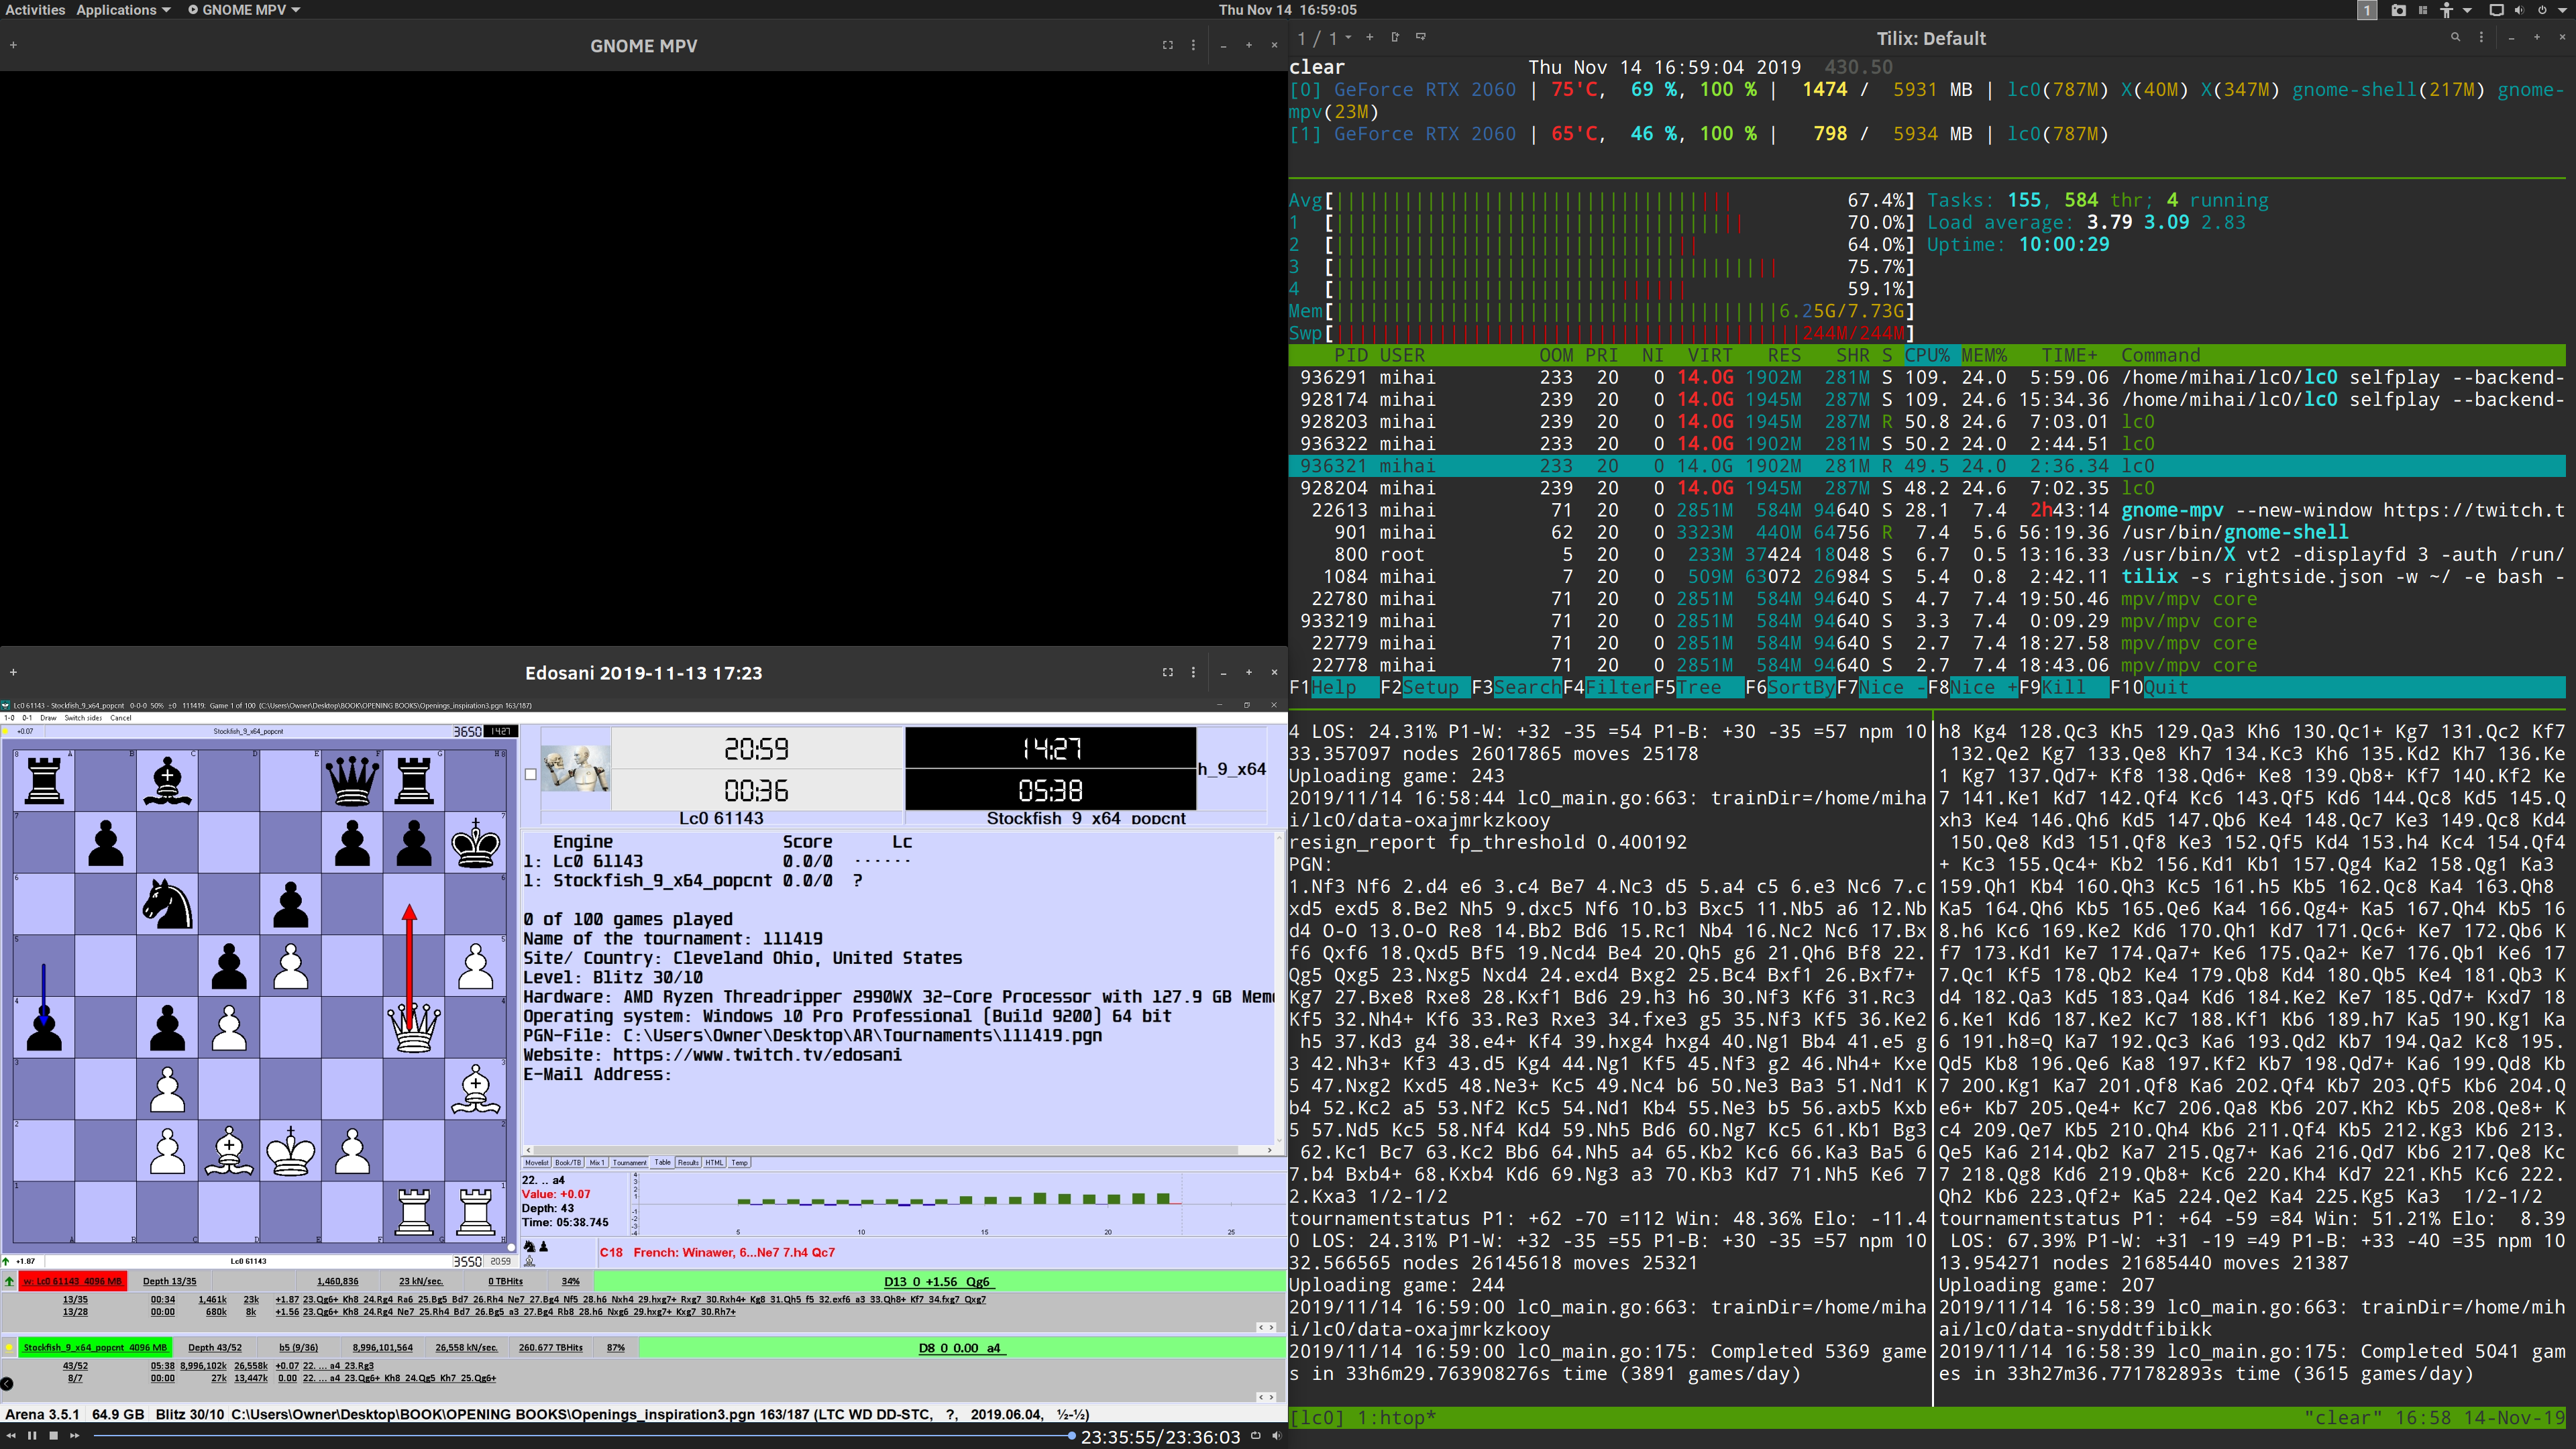 Activities Applications GNOME MPV Thu Nov 14 16:59:05 1
GNOME MPV
1 / 1 Tilix: Default
clear Thu Nov 14 16:59:04 2019 430.50
[0] GeForce RTX 2060 | 75'C, 69 %, 100 % | 1474 / 5931 MB | lc0(787M) X(40M) X(347M) gnome-shell(217M) gnome-
mpv(23M)
[1] GeForce RTX 2060 | 65'C, 46 %, 100 % | 798 / 5934 MB | lc0(787M)
Avg[ 67.4%] Tasks: 155, 584 thr; 4 running
1 [ 70.0%] Load average: 3.79 3.09 2.83
2 [ 64.0%] Uptime: 10:00:29
3 [ 75.7%]
4 [ 59.1%]
Mem[ 6.25G/7.73G]
Swp[ 244M/244M]
PID USER OOM PRI NI VIRT RES SHR S CPU% MEM% TIME+ Command
936291 mihai 233 20 0 14.0G 1902M 281M S 109. 24.0 5:59.06 /home/mihai/lc0/lc0 selfplay --backend-
928174 mihai 239 20 0 14.0G 1945M 287M S 109. 24.6 15:34.36 /home/mihai/lc0/lc0 selfplay --backend-
928203 mihai 239 20 0 14.0G 1945M 287M R 50.8 24.6 7:03.01 lc0
936322 mihai 233 20 0 14.0G 1902M 281M S 50.2 24.0 2:44.51 lc0
936321 mihai 233 20 0 14.0G 1902M 281M R 49.5 24.0 2:36.34 lc0
928204 mihai 239 20 0 14.0G 1945M 287M S 48.2 24.6 7:02.35 lc0
22613 mihai 71 20 0 2851M 584M 94640 S 28.1 7.4 2h43:14 gnome-mpv --new-window https://twitch.t
901 mihai 62 20 0 3323M 440M 64756 R 7.4 5.6 56:19.36 /usr/bin/gnome-shell
800 root 5 20 0 233M 37424 18048 S 6.7 0.5 13:16.33 /usr/bin/X vt2 -displayfd 3 -auth /run/
1084 mihai 7 20 0 509M 63072 26984 S 5.4 0.8 2:42.11 tilix -s rightside.json -w ~/ -e bash -
22780 mihai 71 20 0 2851M 584M 94640 S 4.7 7.4 19:50.46 mpv/mpv core
933219 mihai 71 20 0 2851M 584M 94640 S 3.3 7.4 0:09.29 mpv/mpv core
22779 mihai 71 20 0 2851M 584M 94640 S 2.7 7.4 18:27.58 mpv/mpv core
22778 mihai 71 20 0 2851M 584M 94640 S 2.7 7.4 18:43.06 mpv/mpv core
F1Help F2Setup F3SearchF4FilterF5Tree F6SortByF7Nice -F8Nice +F9Kill F10Quit
Edosani 2019-11-13 17:23
Lc0 61143 - Stockfish_9_x64_popcnt 0-0-0 50% ±0 111419: Game 1 of 100 (C:\Users\Owner\Desktop\BOOK\OPENING BOOKS\Openings_inspiration3.pgn 163/187)
1-0 0-1 Draw Switch sides Cancel
+0.07 Stockfish_9_x64_popcnt 3650 14:27
20:59 14:27
h_9_x64
00:36 05:38
Lc0 61143 Stockfish_9_x64_popcnt
Engine Score Lc
1: Lc0 61143 0.0/0 ······
1: Stockfish_9_x64_popcnt 0.0/0 ?
0 of 100 games played
Name of the tournament: 111419
Site/ Country: Cleveland Ohio, United States
Level: Blitz 30/10
Hardware: AMD Ryzen Threadripper 2990WX 32-Core Processor with 127.9 GB Mem
Operating system: Windows 10 Pro Professional (Build 9200) 64 bit
PGN-File: C:\Users\Owner\Desktop\AR\Tournaments\111419.pgn
Website: https://www.twitch.tv/edosani
E-Mail Address:
Movelist Book/TB Mix 1 Tournament Table Results HTML Temp
22. .. a4
Value: +0.07
Depth: 43
Time: 05:38.745
5 10 15 20 25
C18 French: Winawer, 6...Ne7 7.h4 Qc7
+1.87 Lc0 61143 3550 20:59
w: Lc0 61143 4096 MB Depth 13/35 1,460,836 23 kN/sec. 0 TBHits 34% D13 0 +1.56 Qg6
13/35 00:34 1,461k 23k +1.87 23.Qg6+ Kh8 24.Rg4 Ra6 25.Bg5 Bd7 26.Rh4 Ne7 27.Bg4 Nf5 28.h6 Nxh4 29.hxg7+ Rxg7 30.Rxh4+ Kg8 31.Qh5 f5 32.exf6 a3 33.Qh8+ Kf7 34.fxg7 Qxg7
13/28 00:00 680k 8k +1.56 23.Qg6+ Kh8 24.Rg4 Ne7 25.Rh4 Bd7 26.Bg5 a3 27.Bg4 Rb8 28.h6 Nxg6 29.hxg7+ Kxg7 30.Rh7+
Stockfish_9_x64_popcnt 4096 MB Depth 43/52 b5 (9/36) 8,996,101,564 26,558 kN/sec. 260.677 TBHits 87% D8 0 0.00 a4
43/52 05:38 8,996,102k 26,558k +0.07 22. ... a4 23.Rg3
8/7 00:00 27k 13,447k 0.00 22. ... a4 23.Qg6+ Kh8 24.Qg5 Kh7 25.Qg6+
Arena 3.5.1 64.9 GB Blitz 30/10 C:\Users\Owner\Desktop\BOOK\OPENING BOOKS\Openings_inspiration3.pgn 163/187 (LTC WD DD-STC, ?, 2019.06.04, ½-½)
23:35:55/23:36:03
4 LOS: 24.31% P1-W: +32 -35 =54 P1-B: +30 -35 =57 npm 10
33.357097 nodes 26017865 moves 25178
Uploading game: 243
2019/11/14 16:58:44 lc0_main.go:663: trainDir=/home/miha
i/lc0/data-oxajmrkzkooy
resign_report fp_threshold 0.400192
PGN:
1.Nf3 Nf6 2.d4 e6 3.c4 Be7 4.Nc3 d5 5.a4 c5 6.e3 Nc6 7.c
xd5 exd5 8.Be2 Nh5 9.dxc5 Nf6 10.b3 Bxc5 11.Nb5 a6 12.Nb
d4 O-O 13.O-O Re8 14.Bb2 Bd6 15.Rc1 Nb4 16.Nc2 Nc6 17.Bx
f6 Qxf6 18.Qxd5 Bf5 19.Ncd4 Be4 20.Qh5 g6 21.Qh6 Bf8 22.
Qg5 Qxg5 23.Nxg5 Nxd4 24.exd4 Bxg2 25.Bc4 Bxf1 26.Bxf7+
Kg7 27.Bxe8 Rxe8 28.Kxf1 Bd6 29.h3 h6 30.Nf3 Kf6 31.Rc3
Kf5 32.Nh4+ Kf6 33.Re3 Rxe3 34.fxe3 g5 35.Nf3 Kf5 36.Ke2
h5 37.Kd3 g4 38.e4+ Kf4 39.hxg4 hxg4 40.Ng1 Bb4 41.e5 g
3 42.Nh3+ Kf3 43.d5 Kg4 44.Ng1 Kf5 45.Nf3 g2 46.Nh4+ Kxe
5 47.Nxg2 Kxd5 48.Ne3+ Kc5 49.Nc4 b6 50.Ne3 Ba3 51.Nd1 K
b4 52.Kc2 a5 53.Nf2 Kc5 54.Nd1 Kb4 55.Ne3 b5 56.axb5 Kxb
5 57.Nd5 Kc5 58.Nf4 Kd4 59.Nh5 Bd6 60.Ng7 Kc5 61.Kb1 Bg3
62.Kc1 Bc7 63.Kc2 Bb6 64.Nh5 a4 65.Kb2 Kc6 66.Ka3 Ba5 6
7.b4 Bxb4+ 68.Kxb4 Kd6 69.Ng3 a3 70.Kb3 Kd7 71.Nh5 Ke6 7
2.Kxa3 1/2-1/2
tournamentstatus P1: +62 -70 =112 Win: 48.36% Elo: -11.4
0 LOS: 24.31% P1-W: +32 -35 =55 P1-B: +30 -35 =57 npm 10
32.566565 nodes 26145618 moves 25321
Uploading game: 244
2019/11/14 16:59:00 lc0_main.go:663: trainDir=/home/miha
i/lc0/data-oxajmrkzkooy
2019/11/14 16:59:00 lc0_main.go:175: Completed 5369 game
s in 33h6m29.763908276s time (3891 games/day)
h8 Kg4 128.Qc3 Kh5 129.Qa3 Kh6 130.Qc1+ Kg7 131.Qc2 Kf7
132.Qe2 Kg7 133.Qe8 Kh7 134.Kc3 Kh6 135.Kd2 Kh7 136.Ke
1 Kg7 137.Qd7+ Kf8 138.Qd6+ Ke8 139.Qb8+ Kf7 140.Kf2 Ke
7 141.Ke1 Kd7 142.Qf4 Kc6 143.Qf5 Kd6 144.Qc8 Kd5 145.Q
xh3 Ke4 146.Qh6 Kd5 147.Qb6 Ke4 148.Qc7 Ke3 149.Qc8 Kd4
150.Qe8 Kd3 151.Qf8 Ke3 152.Qf5 Kd4 153.h4 Kc4 154.Qf4
+ Kc3 155.Qc4+ Kb2 156.Kd1 Kb1 157.Qg4 Ka2 158.Qg1 Ka3
159.Qh1 Kb4 160.Qh3 Kc5 161.h5 Kb5 162.Qc8 Ka4 163.Qh8
Ka5 164.Qh6 Kb5 165.Qe6 Ka4 166.Qg4+ Ka5 167.Qh4 Kb5 16
8.h6 Kc6 169.Ke2 Kd6 170.Qh1 Kd7 171.Qc6+ Ke7 172.Qb6 K
f7 173.Kd1 Ke7 174.Qa7+ Ke6 175.Qa2+ Ke7 176.Qb1 Ke6 17
7.Qc1 Kf5 178.Qb2 Ke4 179.Qb8 Kd4 180.Qb5 Ke4 181.Qb3 K
d4 182.Qa3 Kd5 183.Qa4 Kd6 184.Ke2 Ke7 185.Qd7+ Kxd7 18
6.Ke1 Kd6 187.Ke2 Kc7 188.Kf1 Kb6 189.h7 Ka5 190.Kg1 Ka
6 191.h8=Q Ka7 192.Qc3 Ka6 193.Qd2 Kb7 194.Qa2 Kc8 195.
Qd5 Kb8 196.Qe6 Ka8 197.Kf2 Kb7 198.Qd7+ Ka6 199.Qd8 Kb
7 200.Kg1 Ka7 201.Qf8 Ka6 202.Qf4 Kb7 203.Qf5 Kb6 204.Q
e6+ Kb7 205.Qe4+ Kc7 206.Qa8 Kb6 207.Kh2 Kb5 208.Qe8+ K
c4 209.Qe7 Kb5 210.Qh4 Kb6 211.Qf4 Kb5 212.Kg3 Kb6 213.
Qe5 Ka6 214.Qb2 Ka7 215.Qg7+ Ka6 216.Qd7 Kb6 217.Qe8 Kc
7 218.Qg8 Kd6 219.Qb8+ Kc6 220.Kh4 Kd7 221.Kh5 Kc6 222.
Qh2 Kb6 223.Qf2+ Ka5 224.Qe2 Ka4 225.Kg5 Ka3 1/2-1/2
tournamentstatus P1: +64 -59 =84 Win: 51.21% Elo: 8.39
LOS: 67.39% P1-W: +31 -19 =49 P1-B: +33 -40 =35 npm 10
13.954271 nodes 21685440 moves 21387
Uploading game: 207
2019/11/14 16:58:39 lc0_main.go:663: trainDir=/home/mih
ai/lc0/data-snyddtfibikk
2019/11/14 16:58:39 lc0_main.go:175: Completed 5041 gam
es in 33h27m36.771782893s time (3615 games/day)
[lc0] 1:htop* "clear" 16:58 14-Nov-19